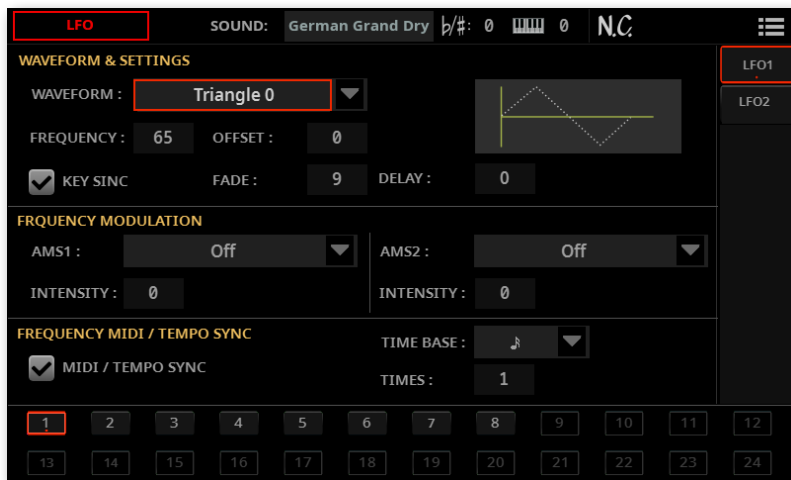 LFO SOUND: German Grand Dry ♭/#: 0 0 N.C.
WAVEFORM & SETTINGS LFO1
WAVEFORM : Triangle 0
LFO2
FREQUENCY : 65 OFFSET : 0
KEY SINC FADE : 9 DELAY : 0
FRQUENCY MODULATION
AMS1 : Off AMS2 : Off
INTENSITY : 0 INTENSITY : 0
FREQUENCY MIDI / TEMPO SYNC
TIME BASE :
MIDI / TEMPO SYNC
TIMES : 1
1 2 3 4 5 6 7 8 9 10 11 12
13 14 15 16 17 18 19 20 21 22 23 24